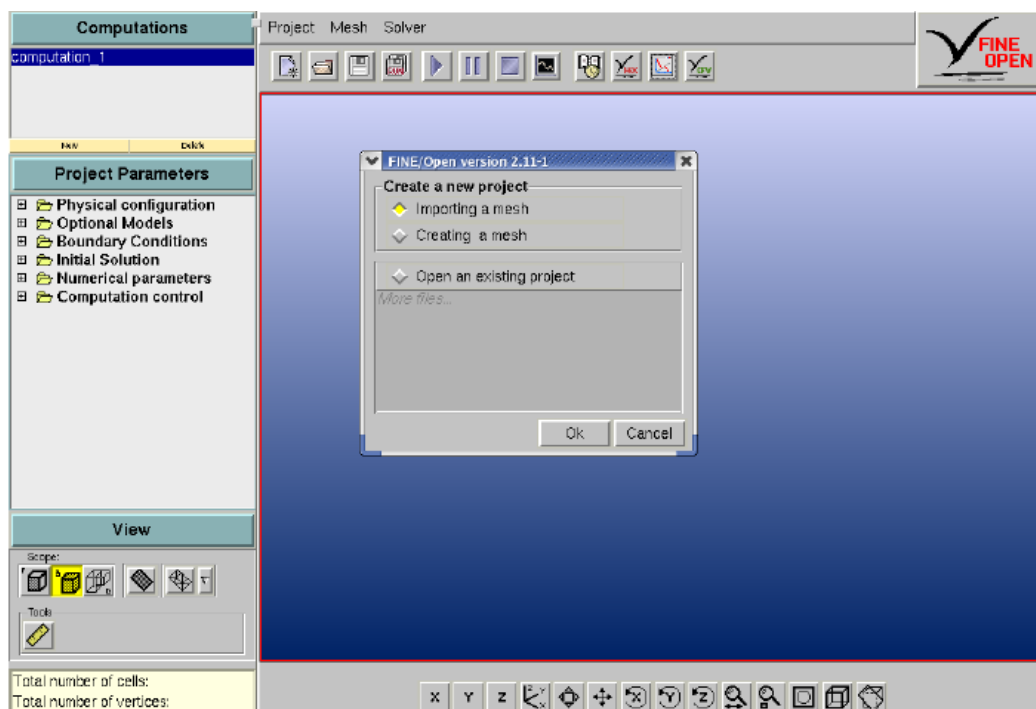 Computations
computation_1
New Delete
Project Parameters
Physical configuration
Optional Models
Boundary Conditions
Initial Solution
Numerical parameters
Computation control
View
Scope:
Tools
Total number of cells:
Total number of vertices:
Project Mesh Solver
FINE
OPEN
FINE/Open version 2.11-1
Create a new project
Importing a mesh
Creating a mesh
Open an existing project
More files...
Ok Cancel
X Y Z X Y Z